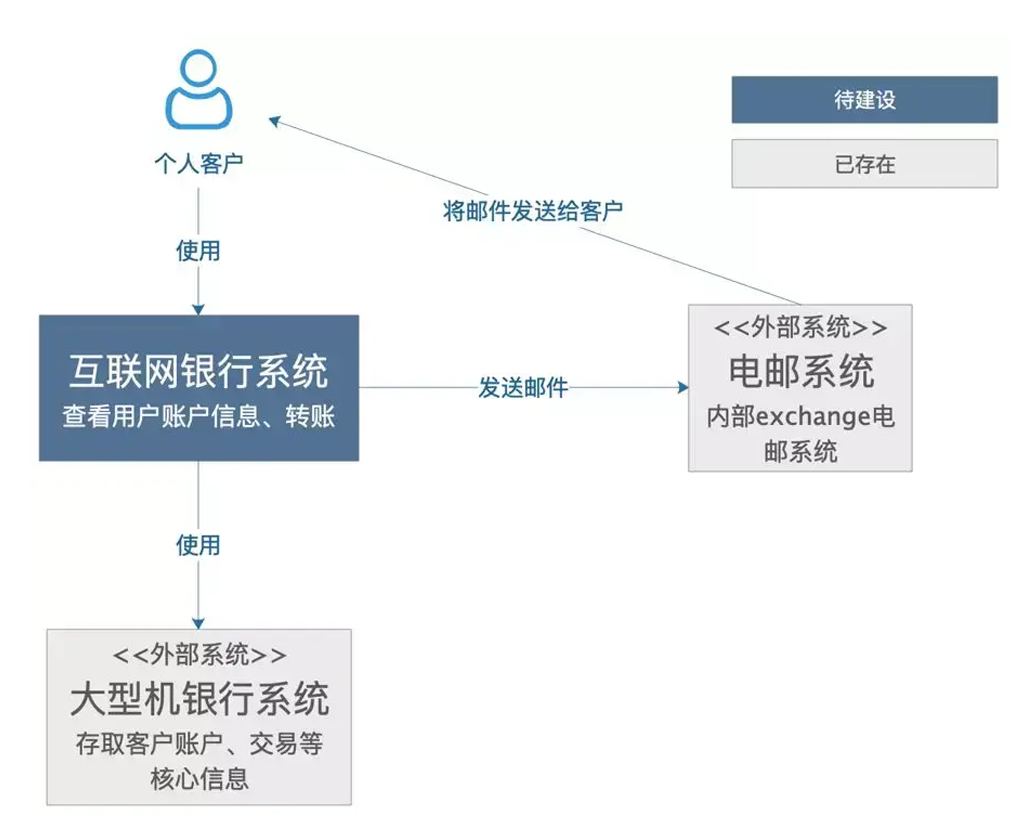 待建设
已存在
个人客户
将邮件发送给客户
使用
<<外部系统>>
电邮系统
内部exchange电
邮系统
互联网银行系统
查看用户账户信息、转账
发送邮件
使用
<<外部系统>>
大型机银行系统
存取客户账户、交易等
核心信息